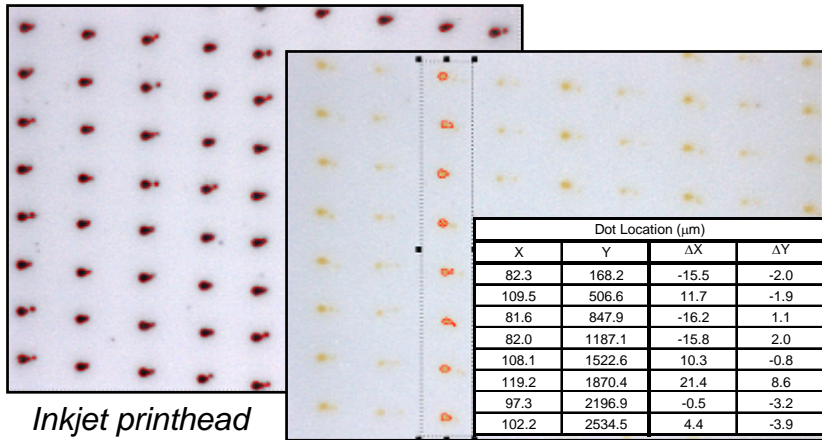 Dot Location (μm)
X Y ΔX ΔY
82.3 168.2 -15.5 -2.0
109.5 506.6 11.7 -1.9
81.6 847.9 -16.2 1.1
82.0 1187.1 -15.8 2.0
108.1 1522.6 10.3 -0.8
119.2 1870.4 21.4 8.6
97.3 2196.9 -0.5 -3.2
102.2 2534.5 4.4 -3.9
Inkjet printhead